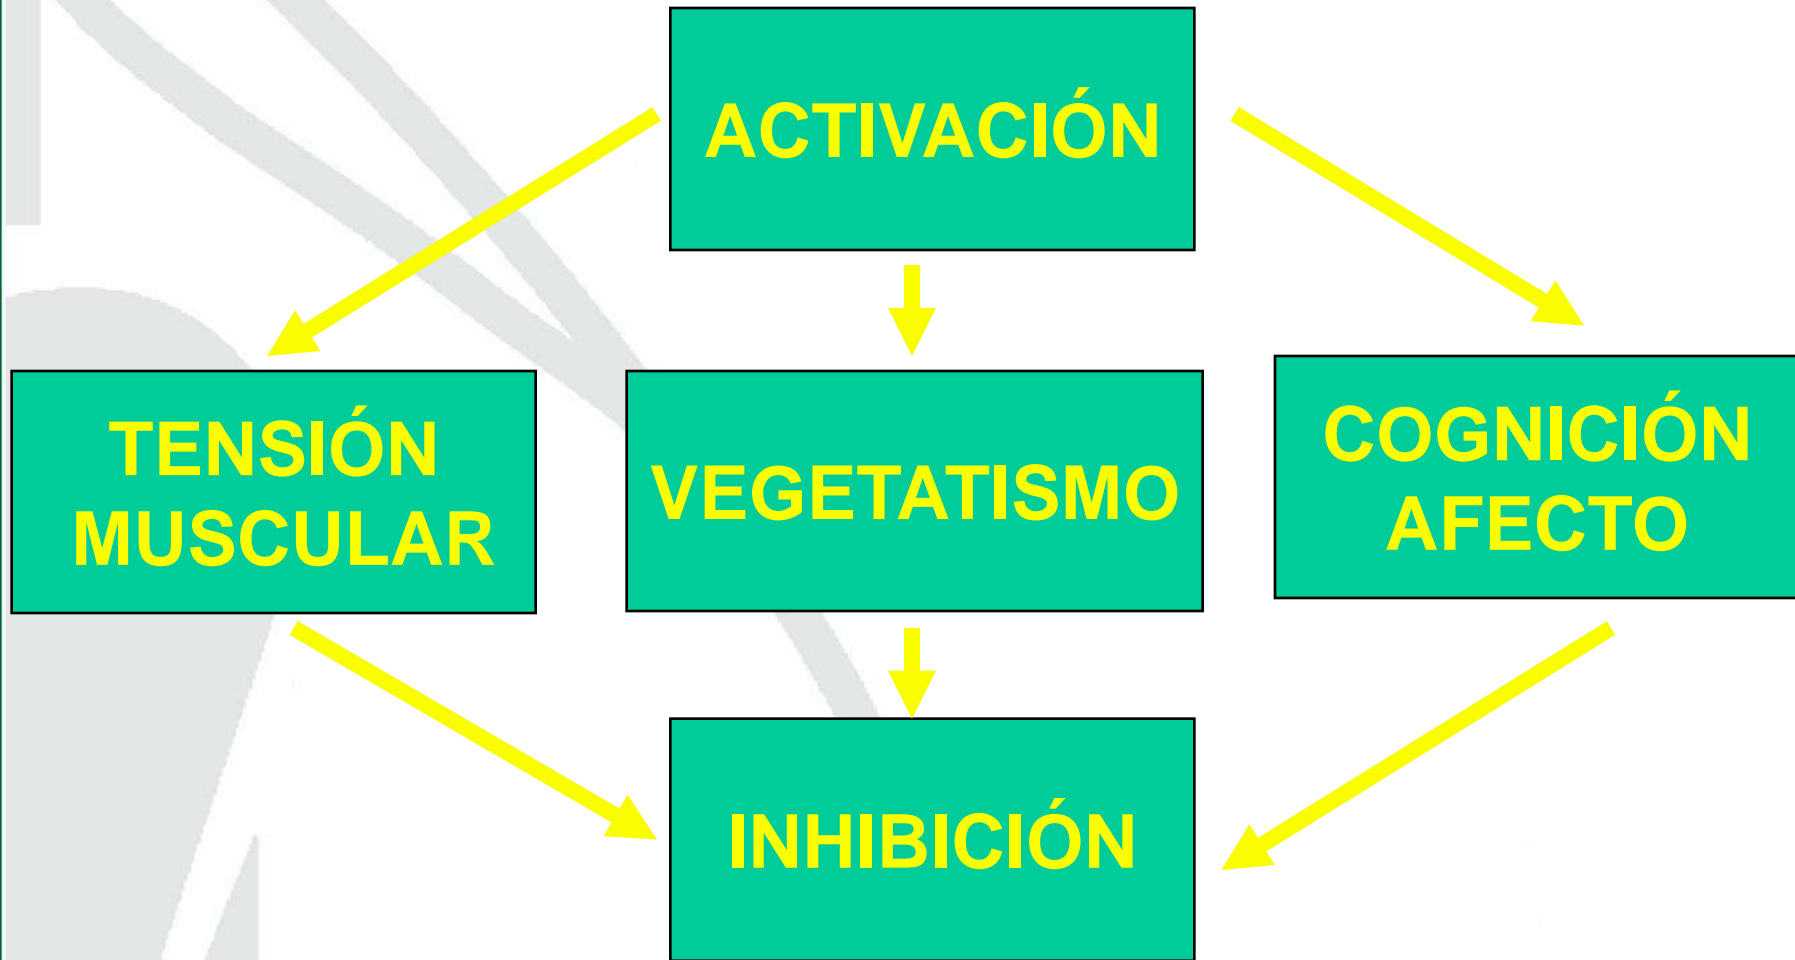 ACTIVACIÓN
TENSIÓN
MUSCULAR
VEGETATISMO
COGNICIÓN
AFECTO
INHIBICIÓN